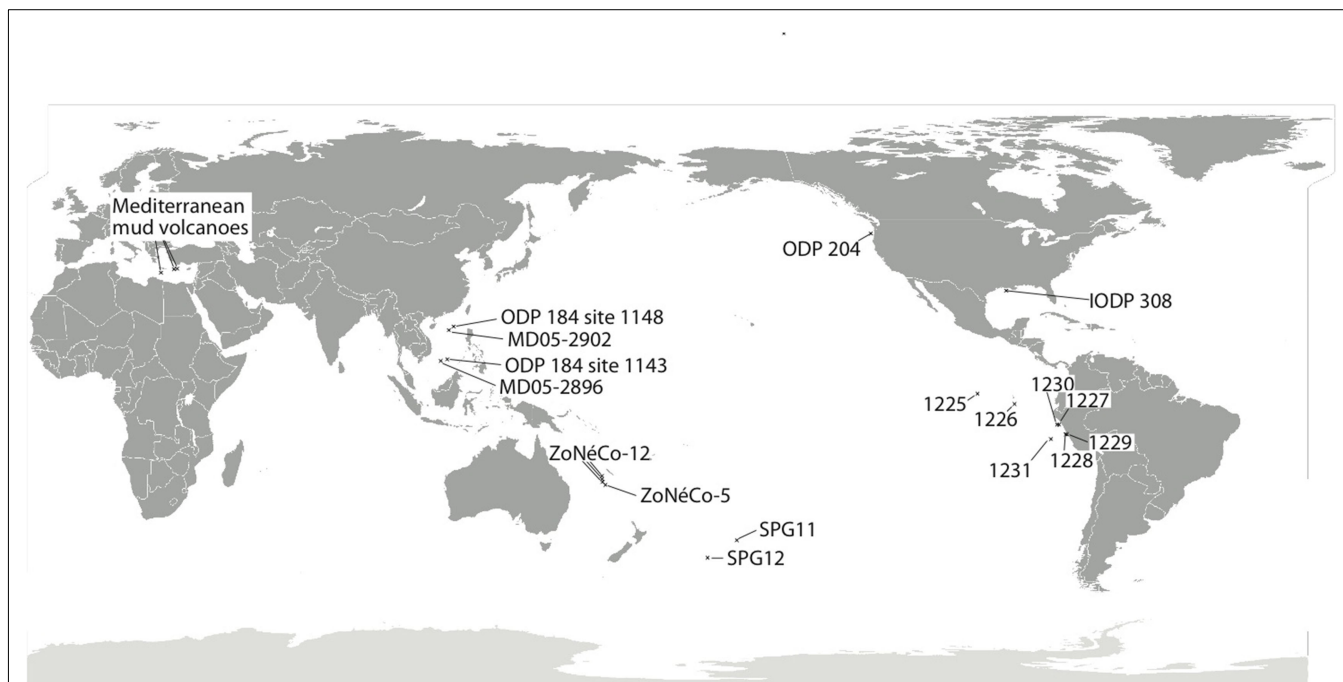 Mediterranean
mud volcanoes
ODP 204
IODP 308
ODP 184 site 1148
MD05-2902
ODP 184 site 1143
MD05-2896
1230
1227
1225
1226
1229
1228
1231
ZoNéCo-12
ZoNéCo-5
SPG11
SPG12